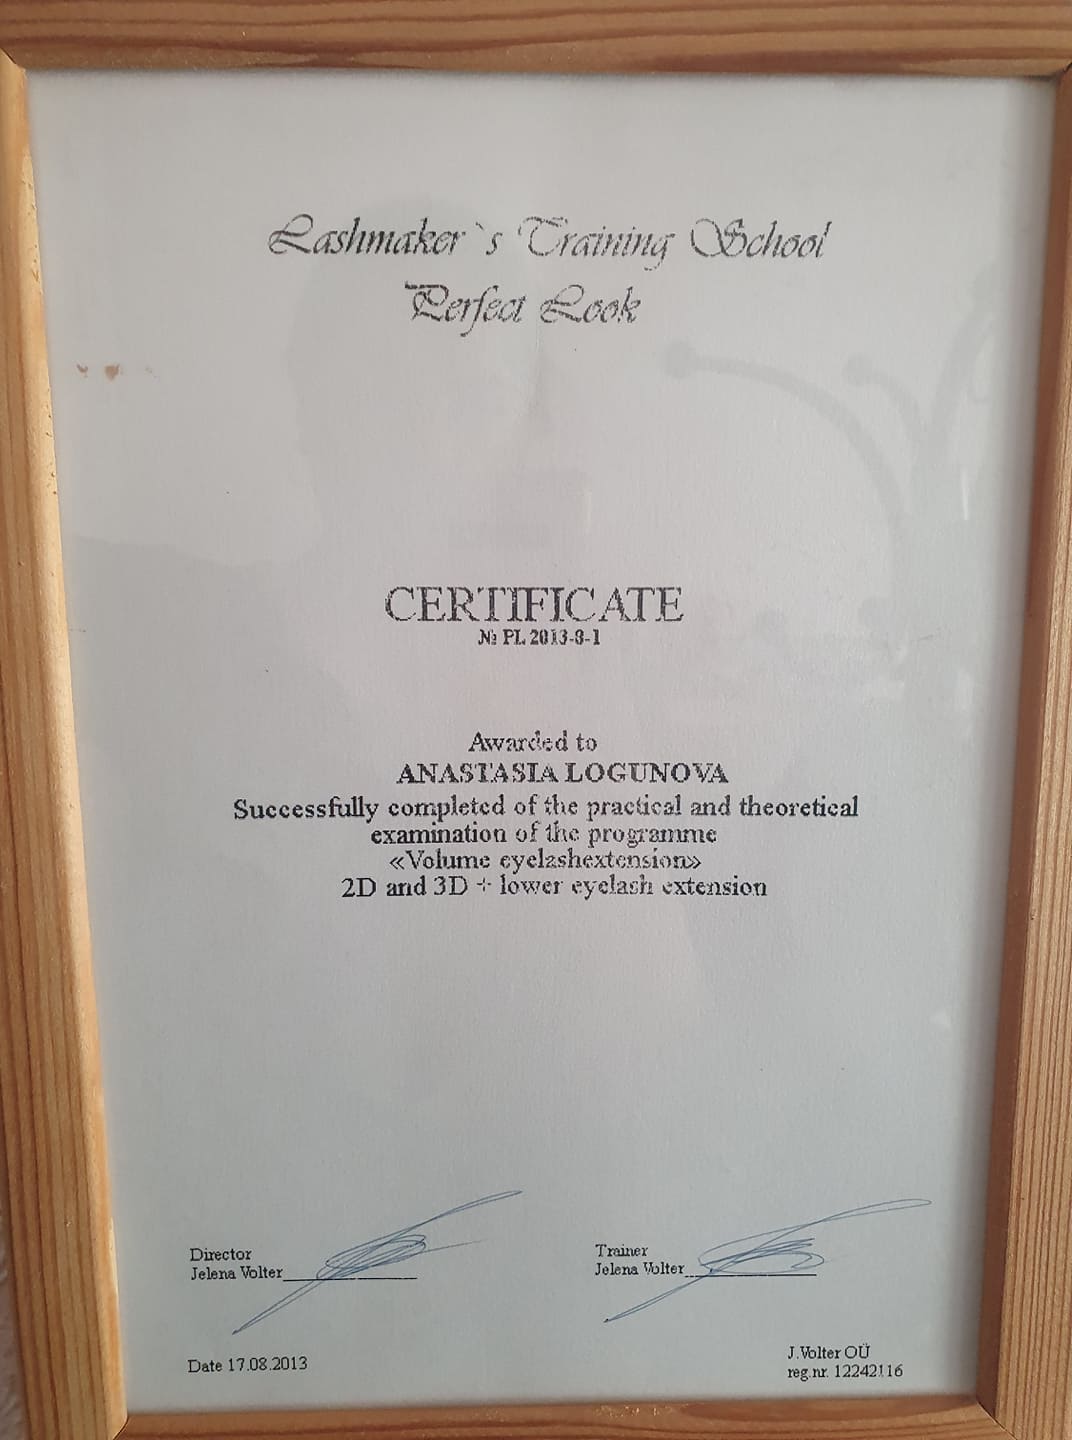 Lashmaker`s Training School
Perfect Look
CERTIFICATE
№ PL 2013-8-1
Awarded to
ANASTASIA LOGUNOVA
Successfully completed of the practical and theoretical
examination of the programme
«Volume eyelashextension»
2D and 3D + lower eyelash extension
Director
Jelena Volter
Trainer
Jelena Volter
Date 17.08.2013
J.Volter OÜ
reg.nr. 12242116